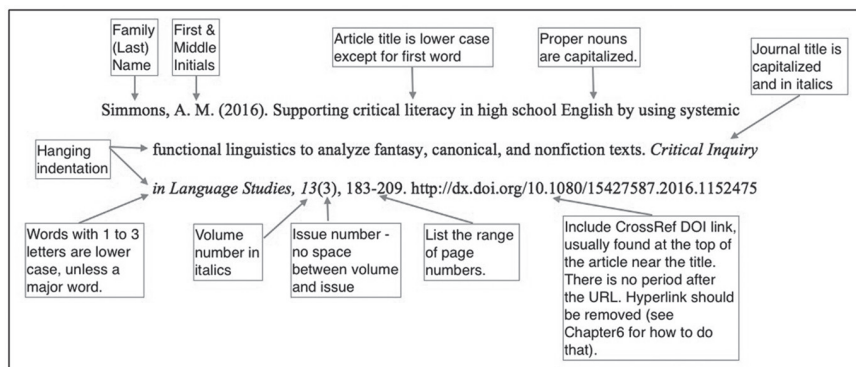 Family
(Last)
Name
First &
Middle
Initials
Article title is lower case
except for first word
Proper nouns
are capitalized.
Journal title is
capitalized
and in italics
Simmons, A. M. (2016). Supporting critical literacy in high school English by using systemic
Hanging
indentation
functional linguistics to analyze fantasy, canonical, and nonfiction texts. Critical Inquiry
in Language Studies, 13(3), 183-209. http://dx.doi.org/10.1080/15427587.2016.1152475
Words with 1 to 3
letters are lower
case, unless a
major word.
Volume
number in
italics
Issue number -
no space
between volume
and issue
List the range
of page
numbers.
Include CrossRef DOI link,
usually found at the top of
the article near the title.
There is no period after
the URL. Hyperlink should
be removed (see
Chapter6 for how to do
that).